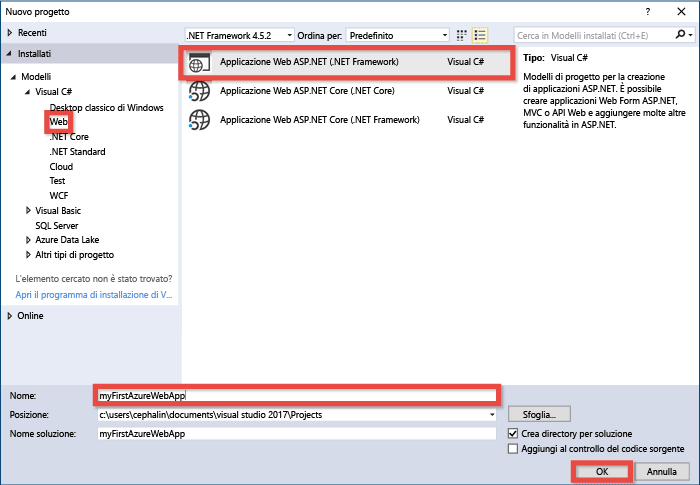 Nuovo progetto
? ×
Recenti
.NET Framework 4.5.2 Ordina per: Predefinito
Cerca in Modelli installati (Ctrl+E)
Installati
Modelli
Visual C#
Desktop classico di Windows
Web
.NET Core
.NET Standard
Cloud
Test
WCF
Visual Basic
SQL Server
Azure Data Lake
Altri tipi di progetto
L'elemento cercato non è stato trovato?
Apri il programma di installazione di V...
Online
Applicazione Web ASP.NET (.NET Framework) Visual C#
Applicazione Web ASP.NET Core (.NET Core) Visual C#
Applicazione Web ASP.NET Core (.NET Framework) Visual C#
Tipo: Visual C#
Modelli di progetto per la creazione
di applicazioni ASP.NET. È possibile
creare applicazioni Web Form ASP.NET,
MVC o API Web e aggiungere molte altre
funzionalità in ASP.NET.
Nome: myFirstAzureWebApp
Posizione: c:\users\cephalin\documents\visual studio 2017\Projects
Sfoglia...
Nome soluzione: myFirstAzureWebApp
Crea directory per soluzione
Aggiungi al controllo del codice sorgente
OK Annulla